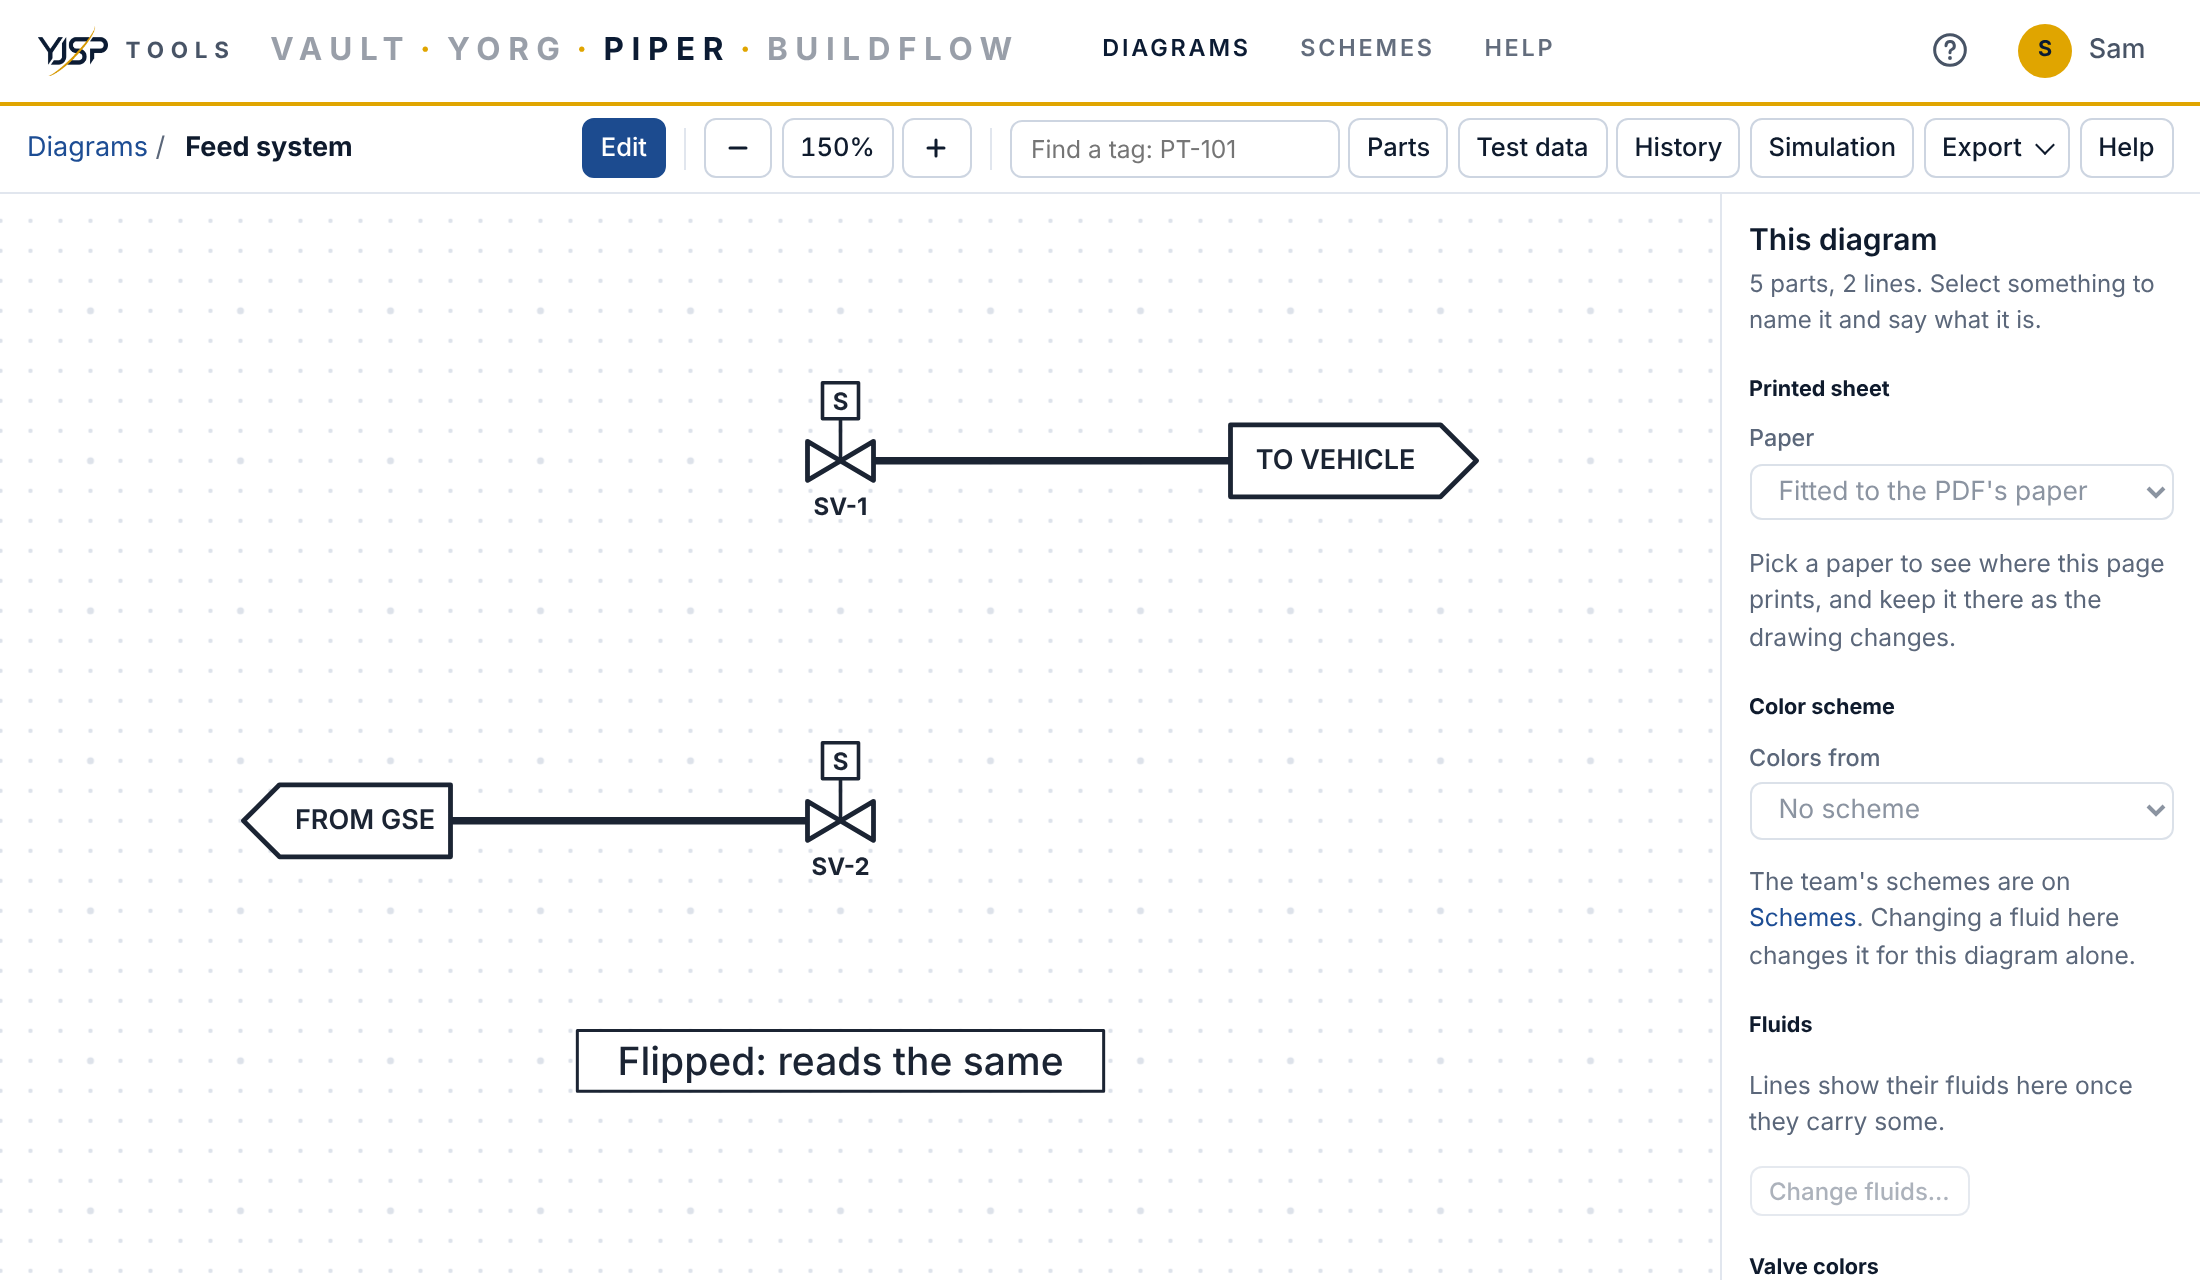 YJSP TOOLS VAULT · YORG · PIPER · BUILDFLOW DIAGRAMS SCHEMES HELP ? S Sam
Diagrams / Feed system Edit − 150% + Find a tag: PT-101 Parts Test data History Simulation Export Help
S
SV-1
TO VEHICLE
FROM GSE
S
SV-2
Flipped: reads the same
This diagram
5 parts, 2 lines. Select something to
name it and say what it is.
Printed sheet
Paper
Fitted to the PDF's paper
Pick a paper to see where this page
prints, and keep it there as the
drawing changes.
Color scheme
Colors from
No scheme
The team's schemes are on
Schemes. Changing a fluid here
changes it for this diagram alone.
Fluids
Lines show their fluids here once
they carry some.
Change fluids...
Valve colors